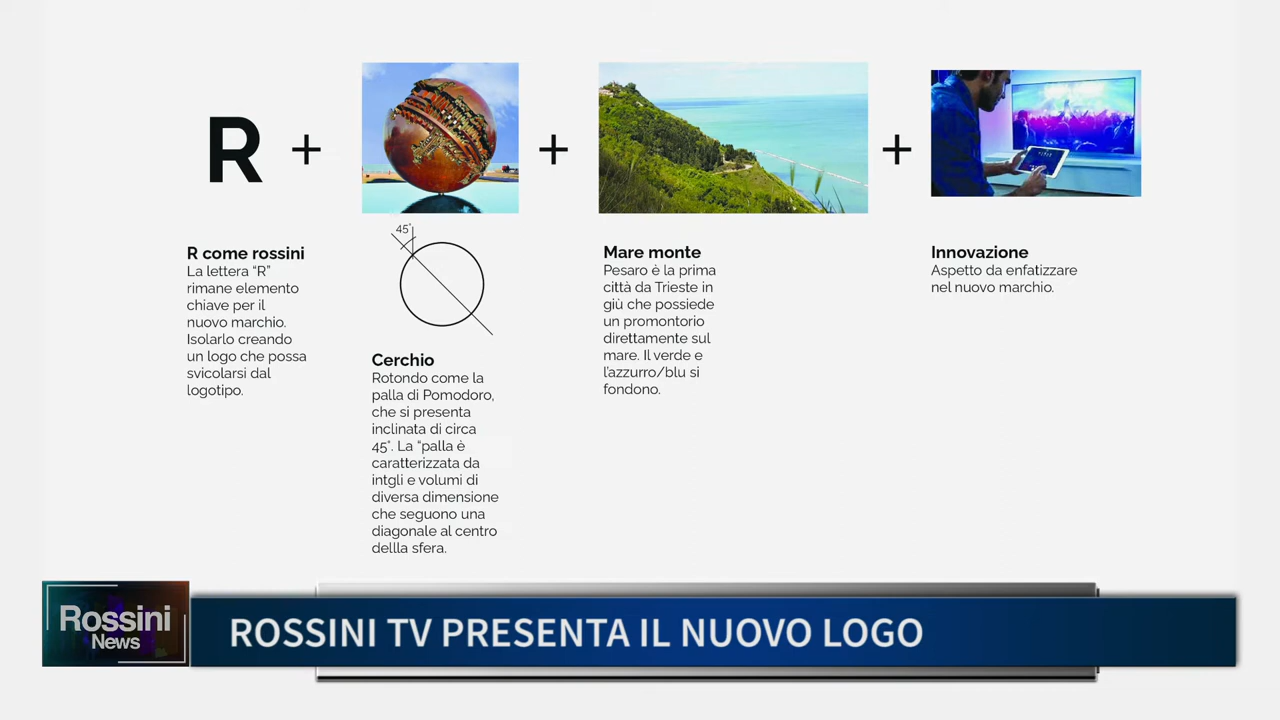 R + + +
R come rossini
La lettera “R”
rimane elemento
chiave per il
nuovo marchio.
Isolarlo creando
un logo che possa
svicolarsi dal
logotipo.
45°
Cerchio
Rotondo come la
palla di Pomodoro,
che si presenta
inclinata di circa
45°. La “palla è
caratterizzata da
intgli e volumi di
diversa dimensione
che seguono una
diagonale al centro
dellla sfera.
Mare monte
Pesaro è la prima
città da Trieste in
giù che possiede
un promontorio
direttamente sul
mare. Il verde e
l’azzurro/blu si
fondono.
Innovazione
Aspetto da enfatizzare
nel nuovo marchio.
Rossini
News
ROSSINI TV PRESENTA IL NUOVO LOGO